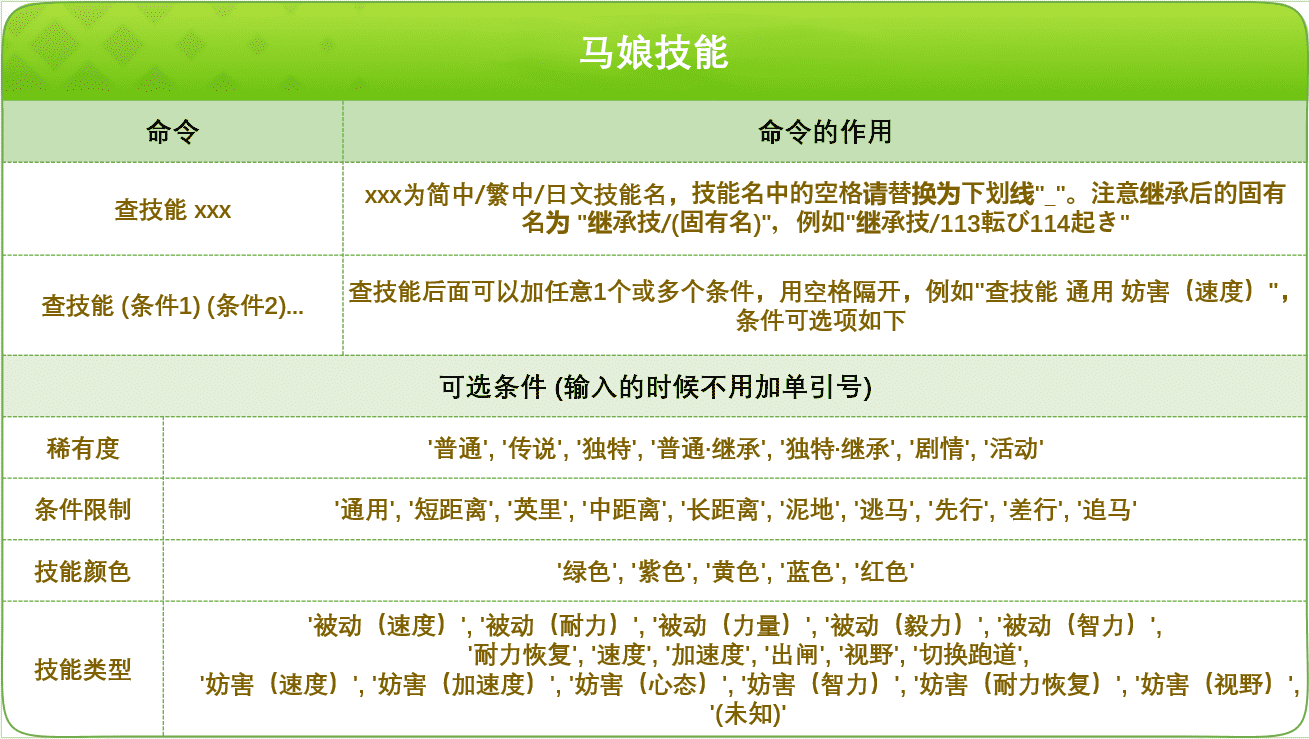 马娘技能
命令
命令的作用
查技能 xxx
xxx为简中/繁中/日文技能名，技能名中的空格请替换为下划线"_"。注意继承后的固有
名为 "继承技/(固有名)"，例如"继承技/113転び114起き"
查技能 (条件1) (条件2)...
查技能后面可以加任意1个或多个条件，用空格隔开，例如"查技能 通用 妨害（速度）"，
条件可选项如下
可选条件 (输入的时候不用加单引号)
稀有度
'普通', '传说', '独特', '普通·继承', '独特·继承', '剧情', '活动'
条件限制
'通用', '短距离', '英里', '中距离', '长距离', '泥地', '逃马', '先行', '差行', '追马'
技能颜色
'绿色', '紫色', '黄色', '蓝色', '红色'
技能类型
'被动（速度）', '被动（耐力）', '被动（力量）', '被动（毅力）', '被动（智力）',
'耐力恢复', '速度', '加速度', '出闸', '视野', '切换跑道',
'妨害（速度）', '妨害（加速度）', '妨害（心态）', '妨害（智力）', '妨害（耐力恢复）', '妨害（视野）',
'(未知)'